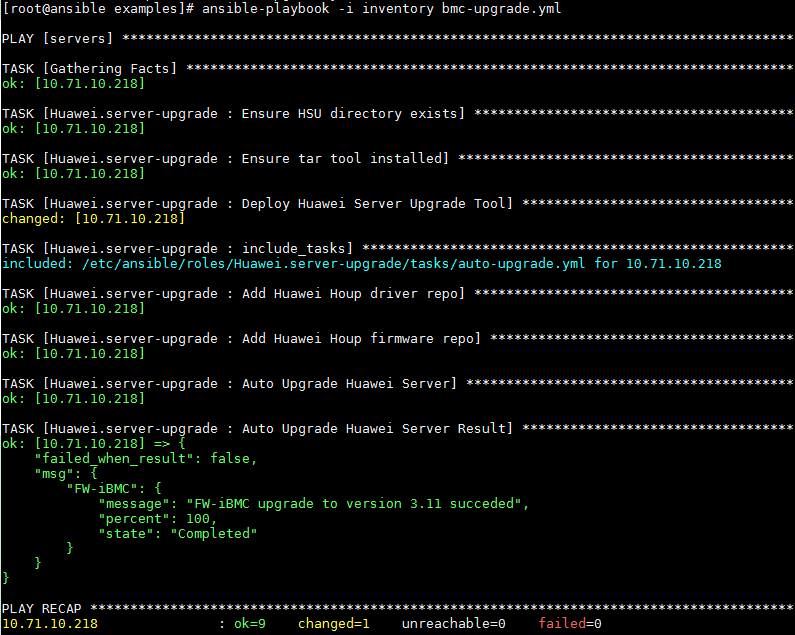 [root@ansible examples]# ansible-playbook -i inventory bmc-upgrade.yml
PLAY [servers] ************************************************************************************
TASK [Gathering Facts] ****************************************************************************
ok: [10.71.10.218]
TASK [Huawei.server-upgrade : Ensure HSU directory exists] ****************************************
ok: [10.71.10.218]
TASK [Huawei.server-upgrade : Ensure tar tool installed] ******************************************
ok: [10.71.10.218]
TASK [Huawei.server-upgrade : Deploy Huawei Server Upgrade Tool] **********************************
changed: [10.71.10.218]
TASK [Huawei.server-upgrade : include_tasks] ******************************************************
included: /etc/ansible/roles/Huawei.server-upgrade/tasks/auto-upgrade.yml for 10.71.10.218
TASK [Huawei.server-upgrade : Add Huawei Houp driver repo] ****************************************
ok: [10.71.10.218]
TASK [Huawei.server-upgrade : Add Huawei Houp firmware repo] **************************************
ok: [10.71.10.218]
TASK [Huawei.server-upgrade : Auto Upgrade Huawei Server] *****************************************
ok: [10.71.10.218]
TASK [Huawei.server-upgrade : Auto Upgrade Huawei Server Result] **********************************
ok: [10.71.10.218] => {
    "failed_when_result": false,
    "msg": {
        "FW-iBMC": {
            "message": "FW-iBMC upgrade to version 3.11 succeded",
            "percent": 100,
            "state": "Completed"
        }
    }
}
PLAY RECAP ****************************************************************************************
10.71.10.218               : ok=9    changed=1    unreachable=0    failed=0